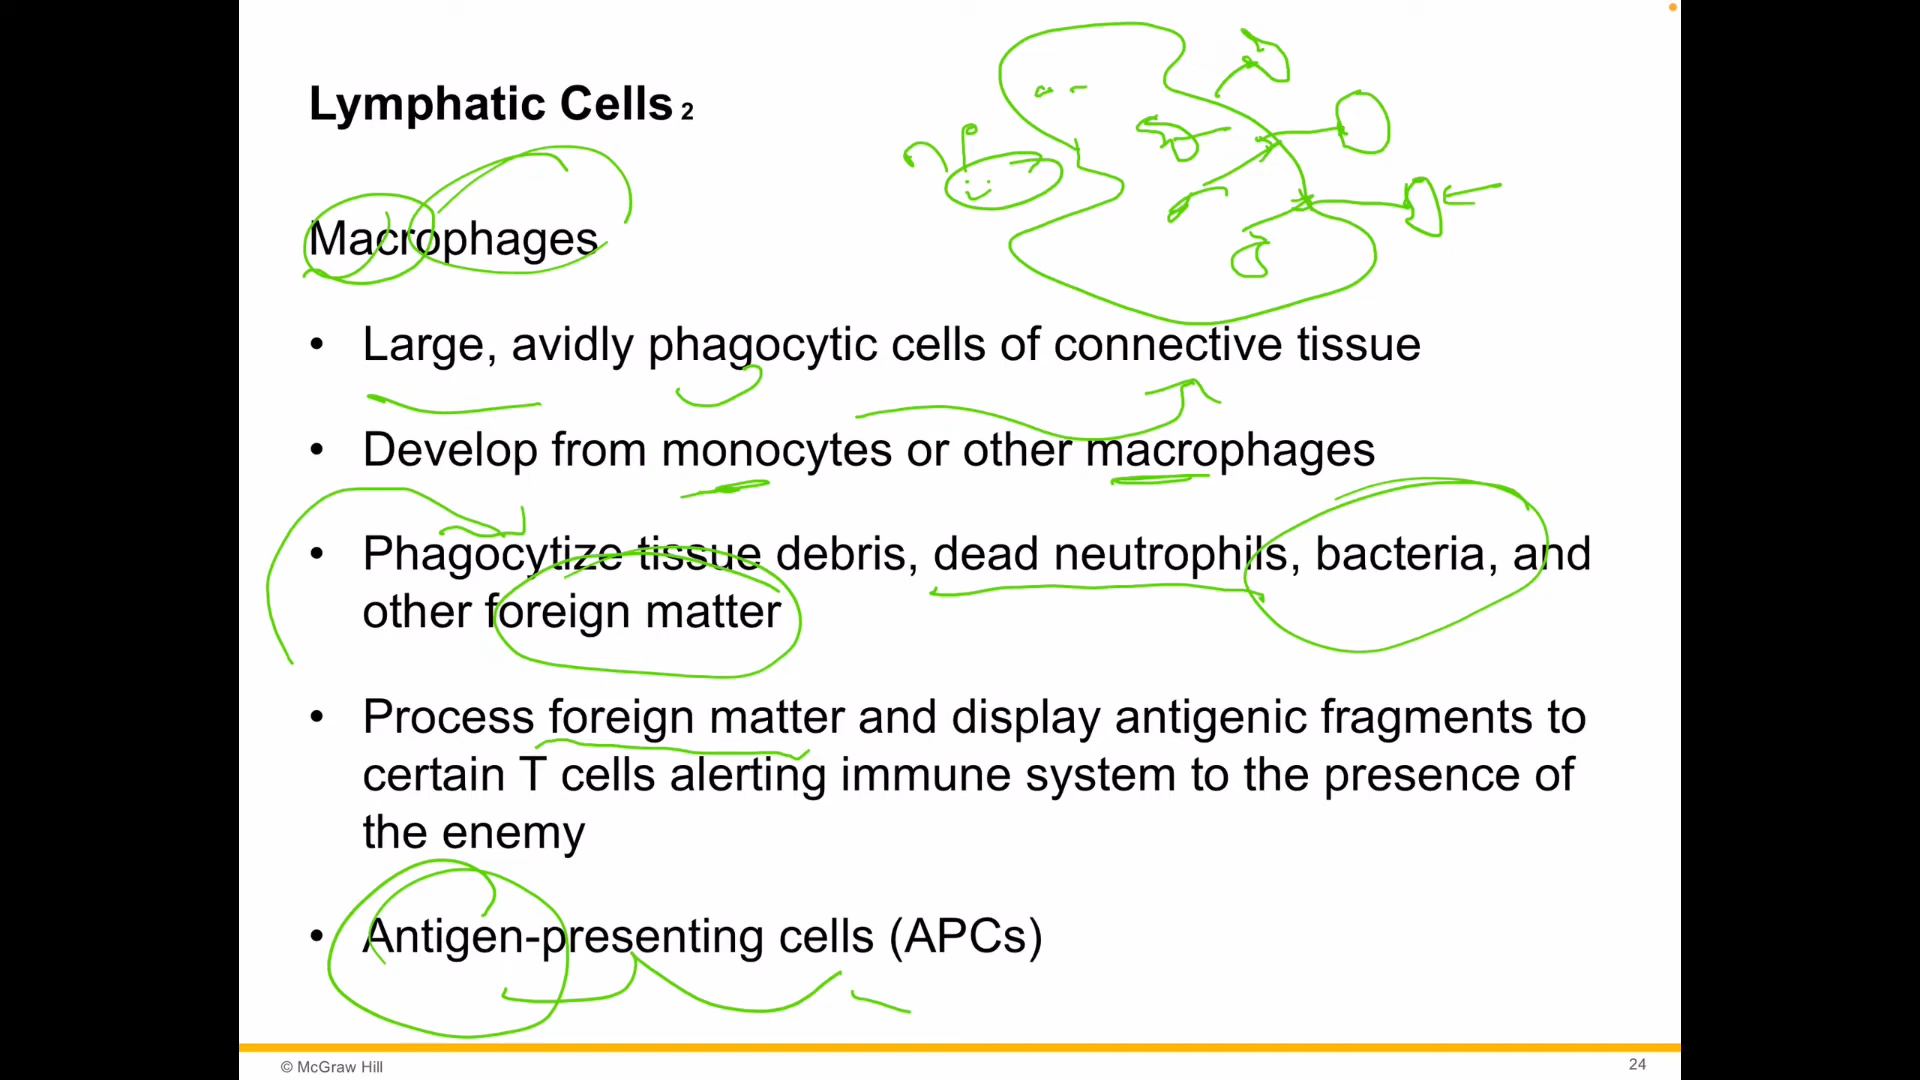 Lymphatic Cells 2
Macrophages
• Large, avidly phagocytic cells of connective tissue
• Develop from monocytes or other macrophages
• Phagocytize tissue debris, dead neutrophils, bacteria, and
other foreign matter
• Process foreign matter and display antigenic fragments to
certain T cells alerting immune system to the presence of
the enemy
• Antigen-presenting cells (APCs)
© McGraw Hill
24